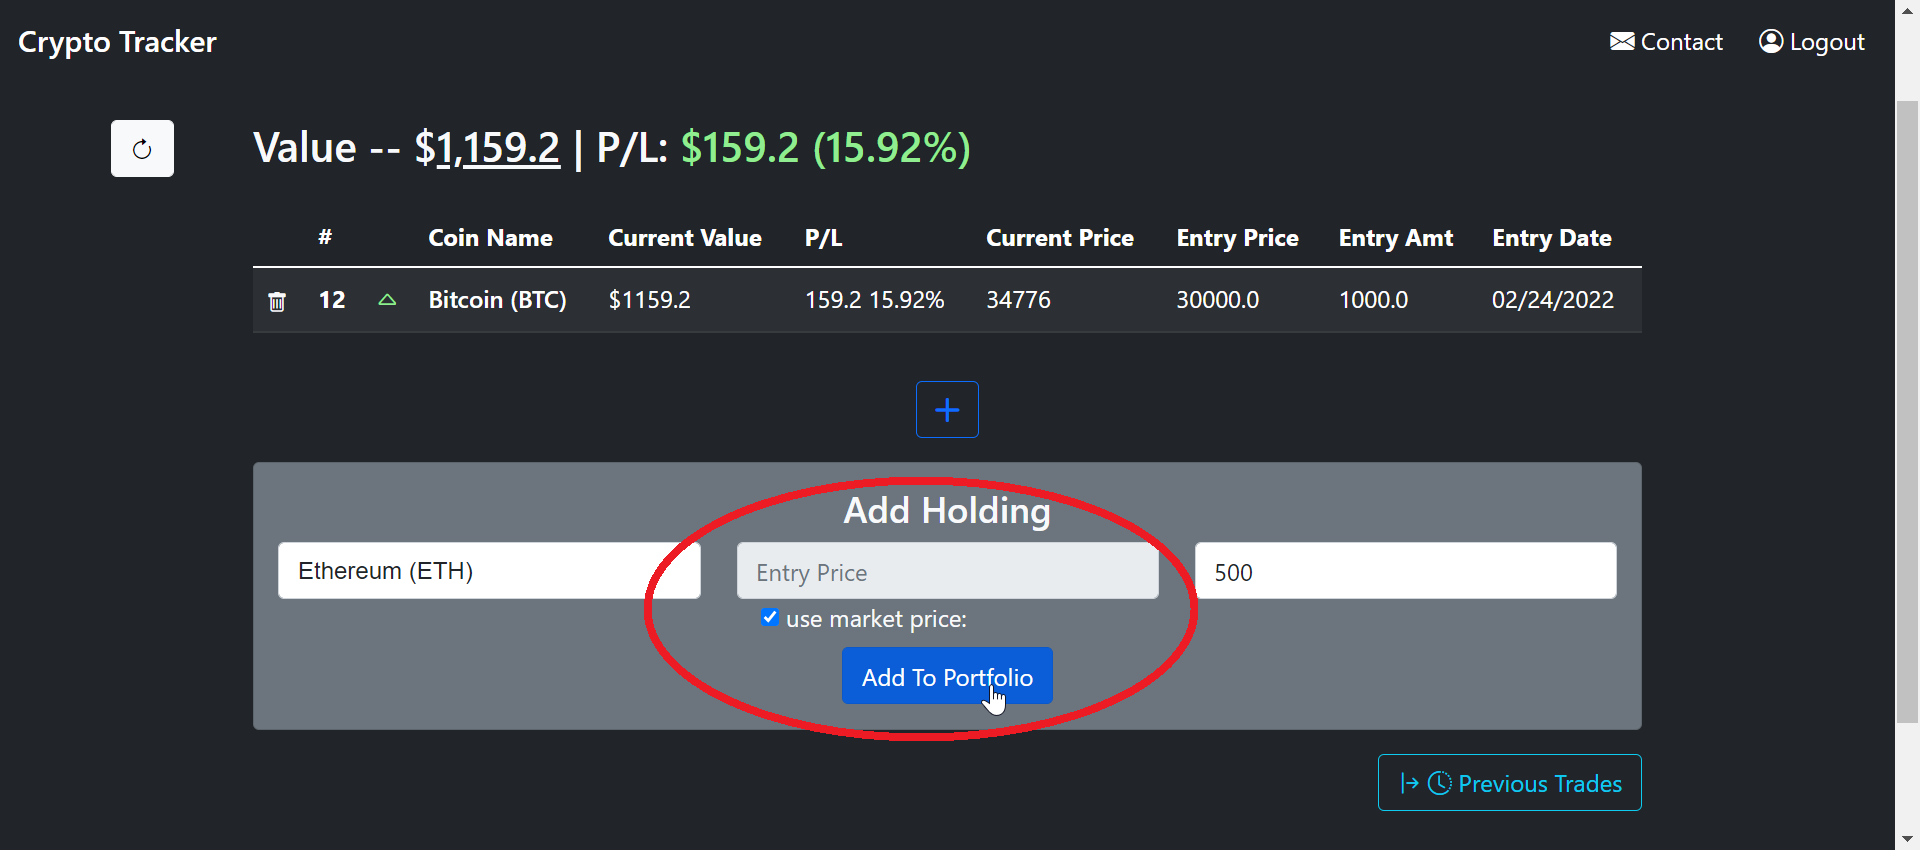 Crypto Tracker
Contact
Logout
Value -- $1,159.2 | P/L: $159.2 (15.92%)
# Coin Name Current Value P/L Current Price Entry Price Entry Amt Entry Date
12 Bitcoin (BTC) $1159.2 159.2 15.92% 34776 30000.0 1000.0 02/24/2022
Add Holding
Ethereum (ETH)
Entry Price
500
use market price:
Add To Portfolio
Previous Trades